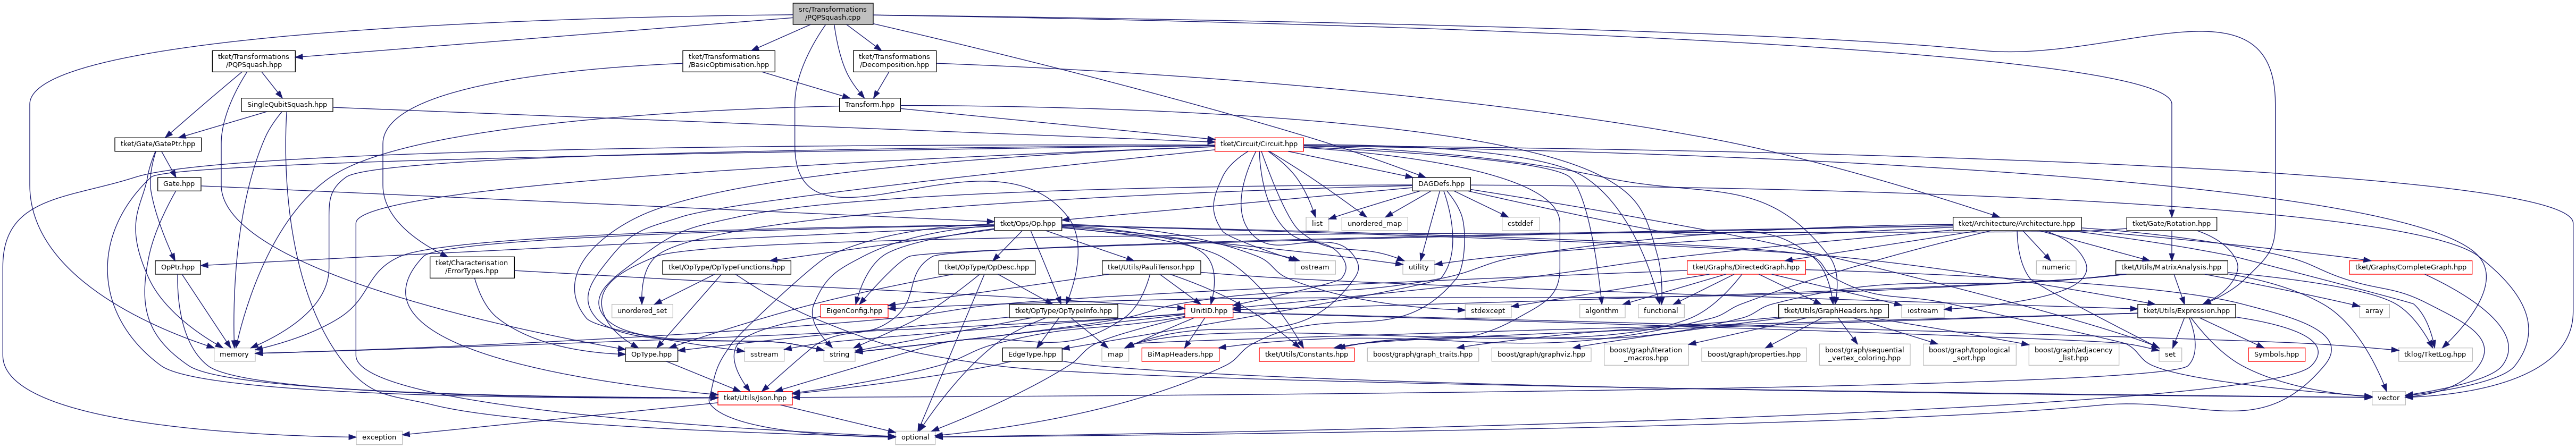 src/Transformations
/PQPSquash.cpp
tket/Transformations
/PQPSquash.hpp
tket/Transformations
/BasicOptimisation.hpp
tket/Transformations
/Decomposition.hpp
SingleQubitSquash.hpp
Transform.hpp
tket/Gate/GatePtr.hpp
tket/Circuit/Circuit.hpp
Gate.hpp
DAGDefs.hpp
tket/Ops/Op.hpp
list
unordered_map
cstddef
tket/Architecture/Architecture.hpp
tket/Gate/Rotation.hpp
OpPtr.hpp
tket/Characterisation
/ErrorTypes.hpp
tket/OpType/OpTypeFunctions.hpp
tket/OpType/OpDesc.hpp
tket/Utils/PauliTensor.hpp
ostream
utility
tket/Graphs/DirectedGraph.hpp
numeric
tket/Utils/MatrixAnalysis.hpp
tket/Graphs/CompleteGraph.hpp
unordered_set
EigenConfig.hpp
tket/OpType/OpTypeInfo.hpp
UnitID.hpp
stdexcept
algorithm
functional
tket/Utils/GraphHeaders.hpp
iostream
tket/Utils/Expression.hpp
array
memory
OpType.hpp
sstream
string
EdgeType.hpp
map
BiMapHeaders.hpp
tket/Utils/Constants.hpp
boost/graph/graph_traits.hpp
boost/graph/graphviz.hpp
boost/graph/iteration
_macros.hpp
boost/graph/properties.hpp
boost/graph/sequential
_vertex_coloring.hpp
boost/graph/topological
_sort.hpp
boost/graph/adjacency
_list.hpp
set
Symbols.hpp
tklog/TketLog.hpp
tket/Utils/Json.hpp
vector
exception
optional